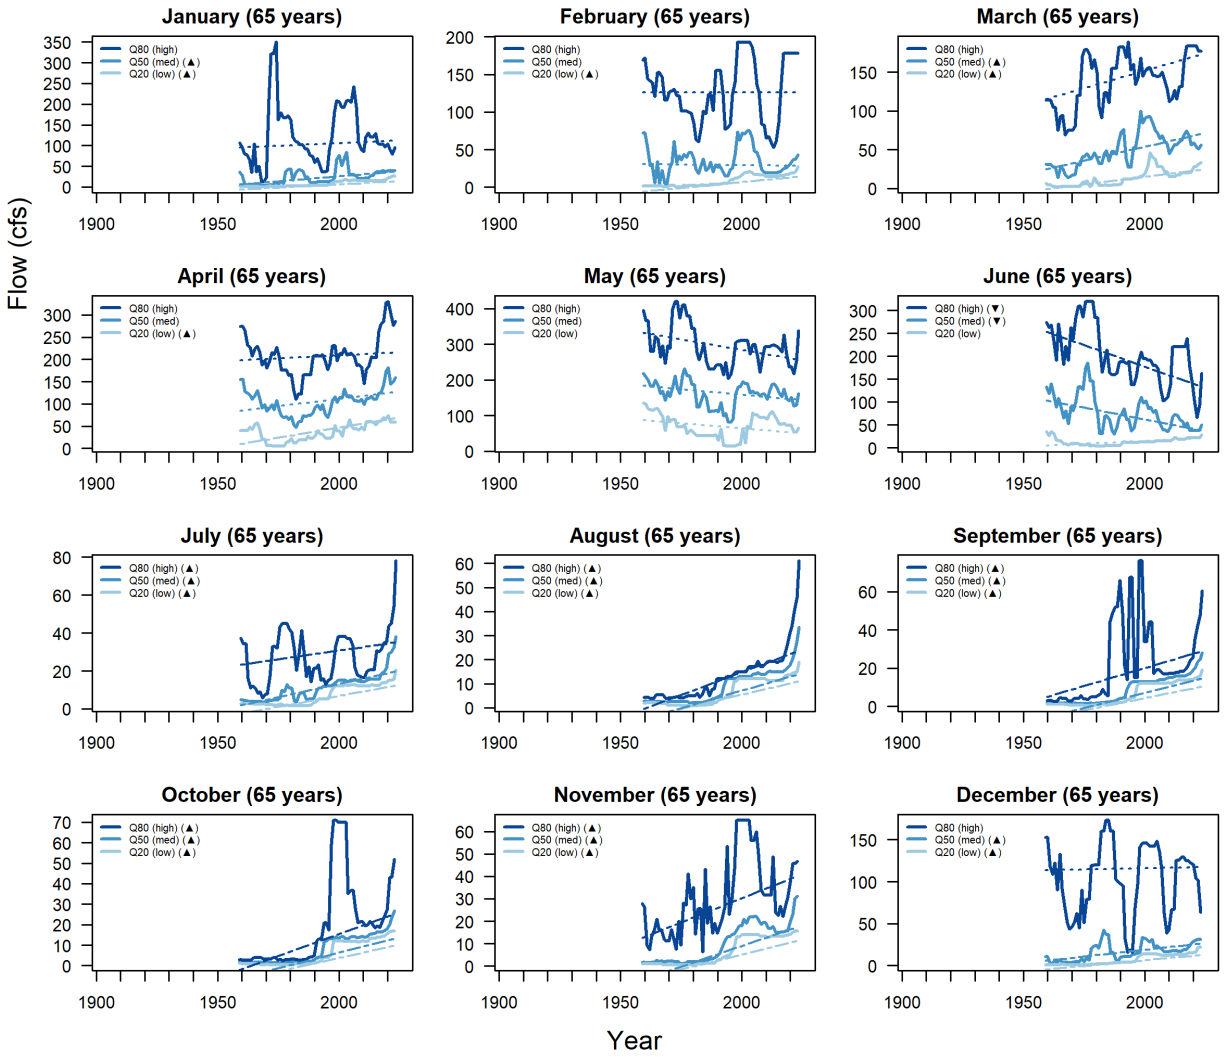 January (65 years)
350
300
250
200
150
100
50
0
Q80 (high)
Q50 (med) (▲)
Q20 (low) (▲)
1900
1950
2000
February (65 years)
200
150
100
50
0
Q80 (high)
Q50 (med)
Q20 (low) (▲)
1900
1950
2000
March (65 years)
150
100
50
0
Q80 (high)
Q50 (med) (▲)
Q20 (low) (▲)
1900
1950
2000
Flow (cfs)
April (65 years)
300
250
200
150
100
50
0
Q80 (high)
Q50 (med)
Q20 (low) (▲)
1900
1950
2000
May (65 years)
400
300
200
100
0
Q80 (high)
Q50 (med)
Q20 (low)
1900
1950
2000
June (65 years)
300
250
200
150
100
50
0
Q80 (high) (▼)
Q50 (med) (▼)
Q20 (low)
1900
1950
2000
July (65 years)
80
60
40
20
0
Q80 (high) (▲)
Q50 (med) (▲)
Q20 (low) (▲)
1900
1950
2000
August (65 years)
60
50
40
30
20
10
0
Q80 (high) (▲)
Q50 (med) (▲)
Q20 (low) (▲)
1900
1950
2000
September (65 years)
60
40
20
0
Q80 (high) (▲)
Q50 (med) (▲)
Q20 (low) (▲)
1900
1950
2000
October (65 years)
70
60
50
40
30
20
10
0
Q80 (high) (▲)
Q50 (med) (▲)
Q20 (low) (▲)
1900
1950
2000
November (65 years)
60
50
40
30
20
10
0
Q80 (high) (▲)
Q50 (med) (▲)
Q20 (low) (▲)
1900
1950
2000
December (65 years)
150
100
50
0
Q80 (high)
Q50 (med) (▲)
Q20 (low) (▲)
1900
1950
2000
Year